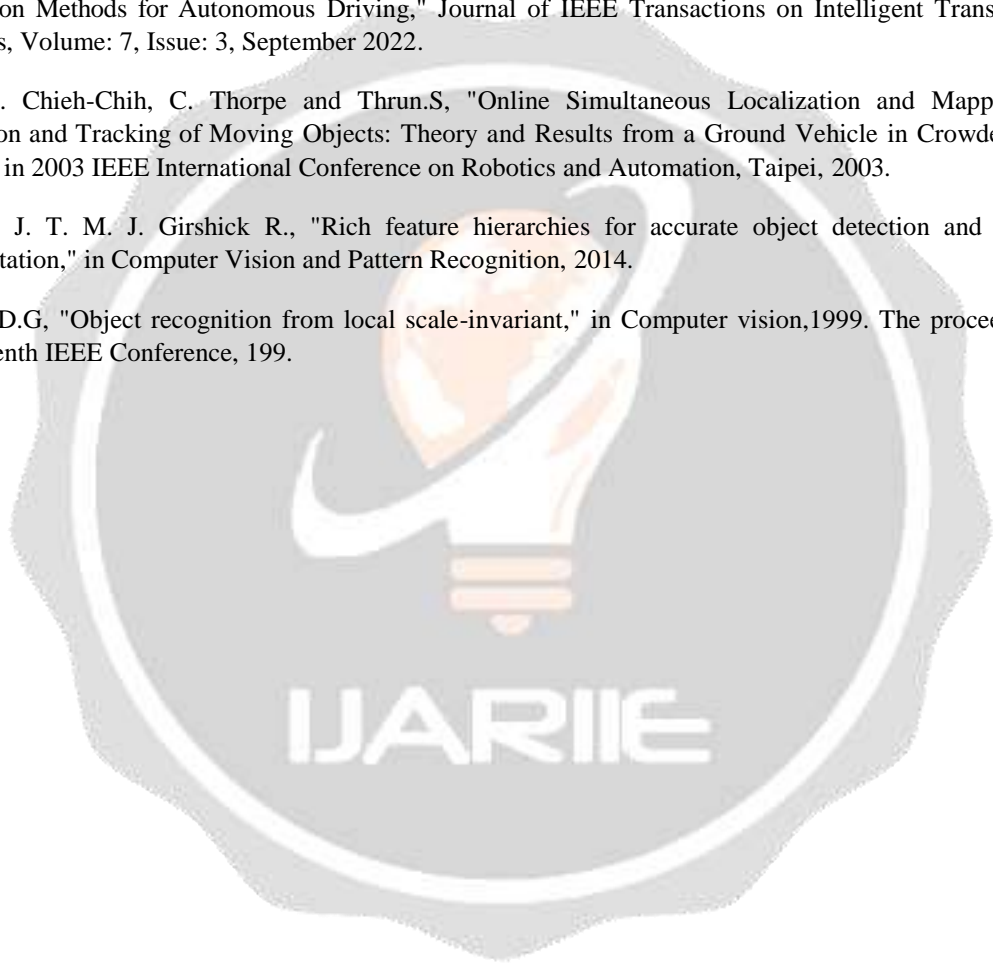 on Methods for Autonomous Driving," Journal of IEEE Transactions on Intelligent Trans
s, Volume: 7, Issue: 3, September 2022.
. Chieh-Chih, C. Thorpe and Thrun.S, "Online Simultaneous Localization and Mapp
on and Tracking of Moving Objects: Theory and Results from a Ground Vehicle in Crowde
in 2003 IEEE International Conference on Robotics and Automation, Taipei, 2003.
J. T. M. J. Girshick R., "Rich feature hierarchies for accurate object detection and
tation," in Computer Vision and Pattern Recognition, 2014.
D.G, "Object recognition from local scale-invariant," in Computer vision,1999. The procee
enth IEEE Conference, 199.
IJARIIE